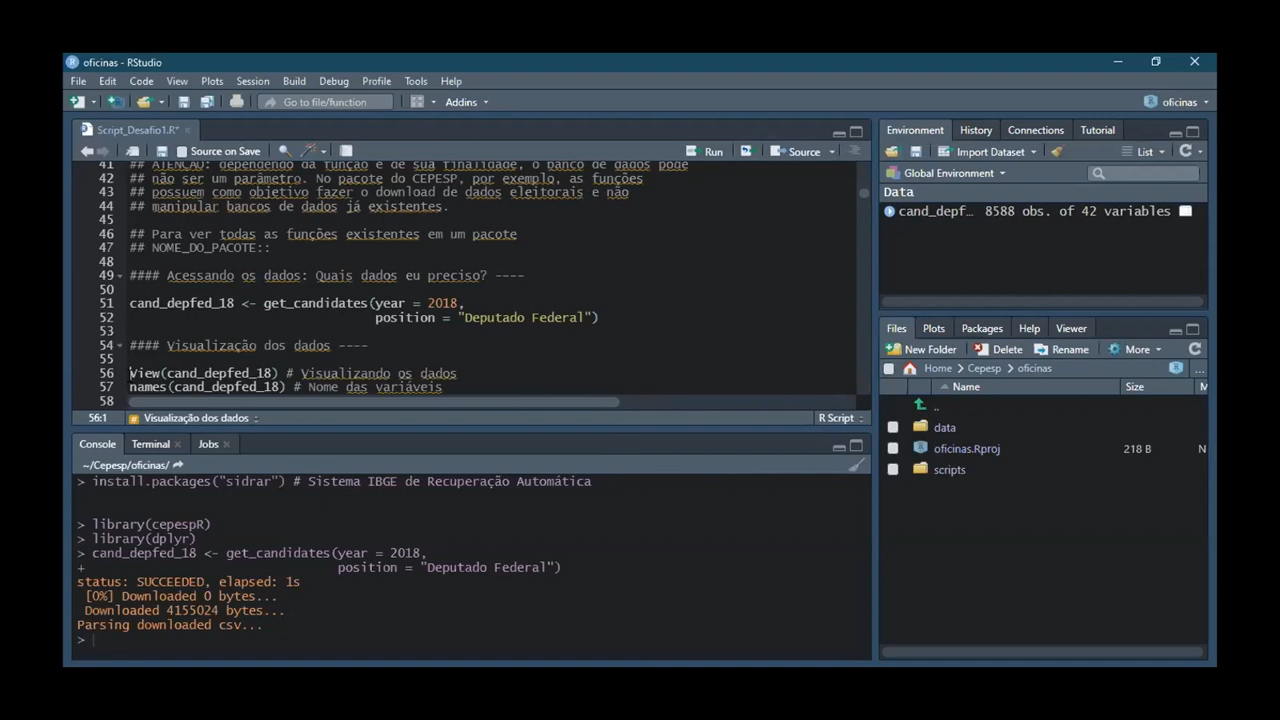 oficinas - RStudio
File Edit Code View Plots Session Build Debug Profile Tools Help
Go to file/function Addins oficinas
Script_Desafio1.R*
Source on Save Run Source
41 ## ATENÇÃO: dependendo da função e de sua finalidade, o banco de dados pode
42 ## não ser um parâmetro. No pacote do CEPESP, por exemplo, as funções
43 ## possuem como objetivo fazer o download de dados eleitorais e não
44 ## manipular bancos de dados já existentes.
45
46 ## Para ver todas as funções existentes em um pacote
47 ## NOME_DO_PACOTE::
48
49 #### Acessando os dados: Quais dados eu preciso? ----
50
51 cand_depfed_18 <- get_candidates(year = 2018,
52 position = "Deputado Federal")
53
54 #### Visualização dos dados ----
55
56 View(cand_depfed_18) # Visualizando os dados
57 names(cand_depfed_18) # Nome das variáveis
58
56:1 # Visualização dos dados R Script
Console Terminal Jobs
~/Cepesp/oficinas/
> install.packages("sidrar") # Sistema IBGE de Recuperação Automática
> library(cepespR)
> library(dplyr)
> cand_depfed_18 <- get_candidates(year = 2018,
+ position = "Deputado Federal")
status: SUCCEEDED, elapsed: 1s
[0%] Downloaded 0 bytes...
Downloaded 4155024 bytes...
Parsing downloaded csv...
>
Environment History Connections Tutorial
Import Dataset List
Global Environment
Data
cand_depf… 8588 obs. of 42 variables
Files Plots Packages Help Viewer
New Folder Delete Rename More
Home Cepesp oficinas ...
Name Size M
..
data
oficinas.Rproj 218 B N
scripts